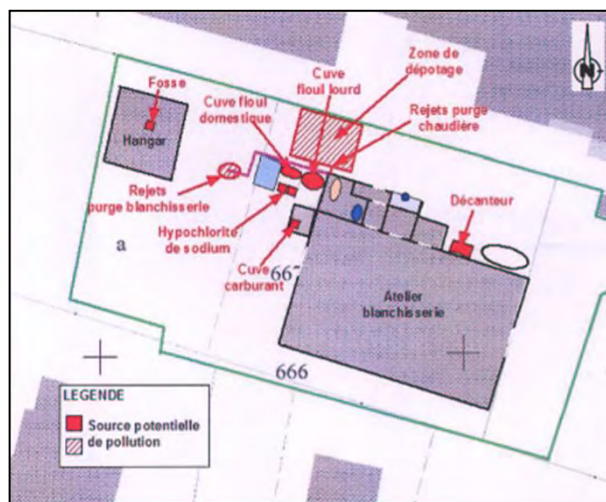 N
Zone de
dépotage
Cuve
fioul lourd
Fosse
Cuve fioul
domestique
Rejets purge
chaudière
Hangar
Rejets
purge blanchisserie
Décanteur
Hypochlorite
de sodium
a
Cuve
carburant
66
Atelier
blanchisserie
666
LEGENDE
Source potentielle
de pollution